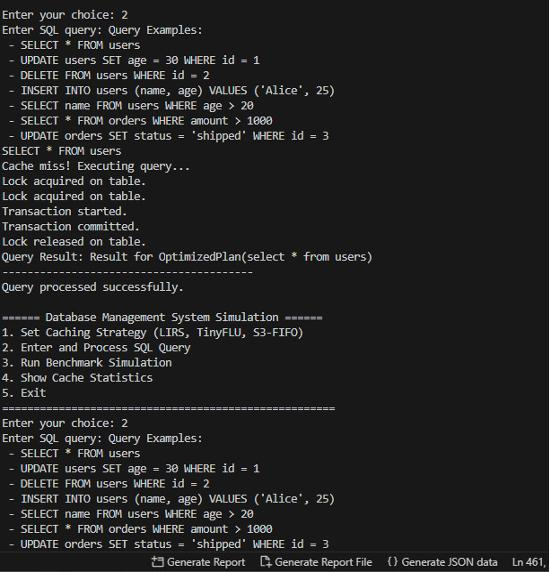 Enter your choice: 2
Enter SQL query: Query Examples:
- SELECT * FROM users
- UPDATE users SET age = 30 WHERE id = 1
- DELETE FROM users WHERE id = 2
- INSERT INTO users (name, age) VALUES ('Alice', 25)
- SELECT name FROM users WHERE age > 20
- SELECT * FROM orders WHERE amount > 1000
- UPDATE orders SET status = 'shipped' WHERE id = 3
SELECT * FROM users
Cache miss! Executing query...
Lock acquired on table.
Lock acquired on table.
Transaction started.
Transaction committed.
Lock released on table.
Query Result: Result for OptimizedPlan(select * from users)
----------------------------------------
Query processed successfully.
====== Database Management System Simulation ======
1. Set Caching Strategy (LIRS, TinyFLU, S3-FIFO)
2. Enter and Process SQL Query
3. Run Benchmark Simulation
4. Show Cache Statistics
5. Exit
=====================================================
Enter your choice: 2
Enter SQL query: Query Examples:
- SELECT * FROM users
- UPDATE users SET age = 30 WHERE id = 1
- DELETE FROM users WHERE id = 2
- INSERT INTO users (name, age) VALUES ('Alice', 25)
- SELECT name FROM users WHERE age > 20
- SELECT * FROM orders WHERE amount > 1000
- UPDATE orders SET status = 'shipped' WHERE id = 3
Generate Report Generate Report File {} Generate JSON data Ln 461,